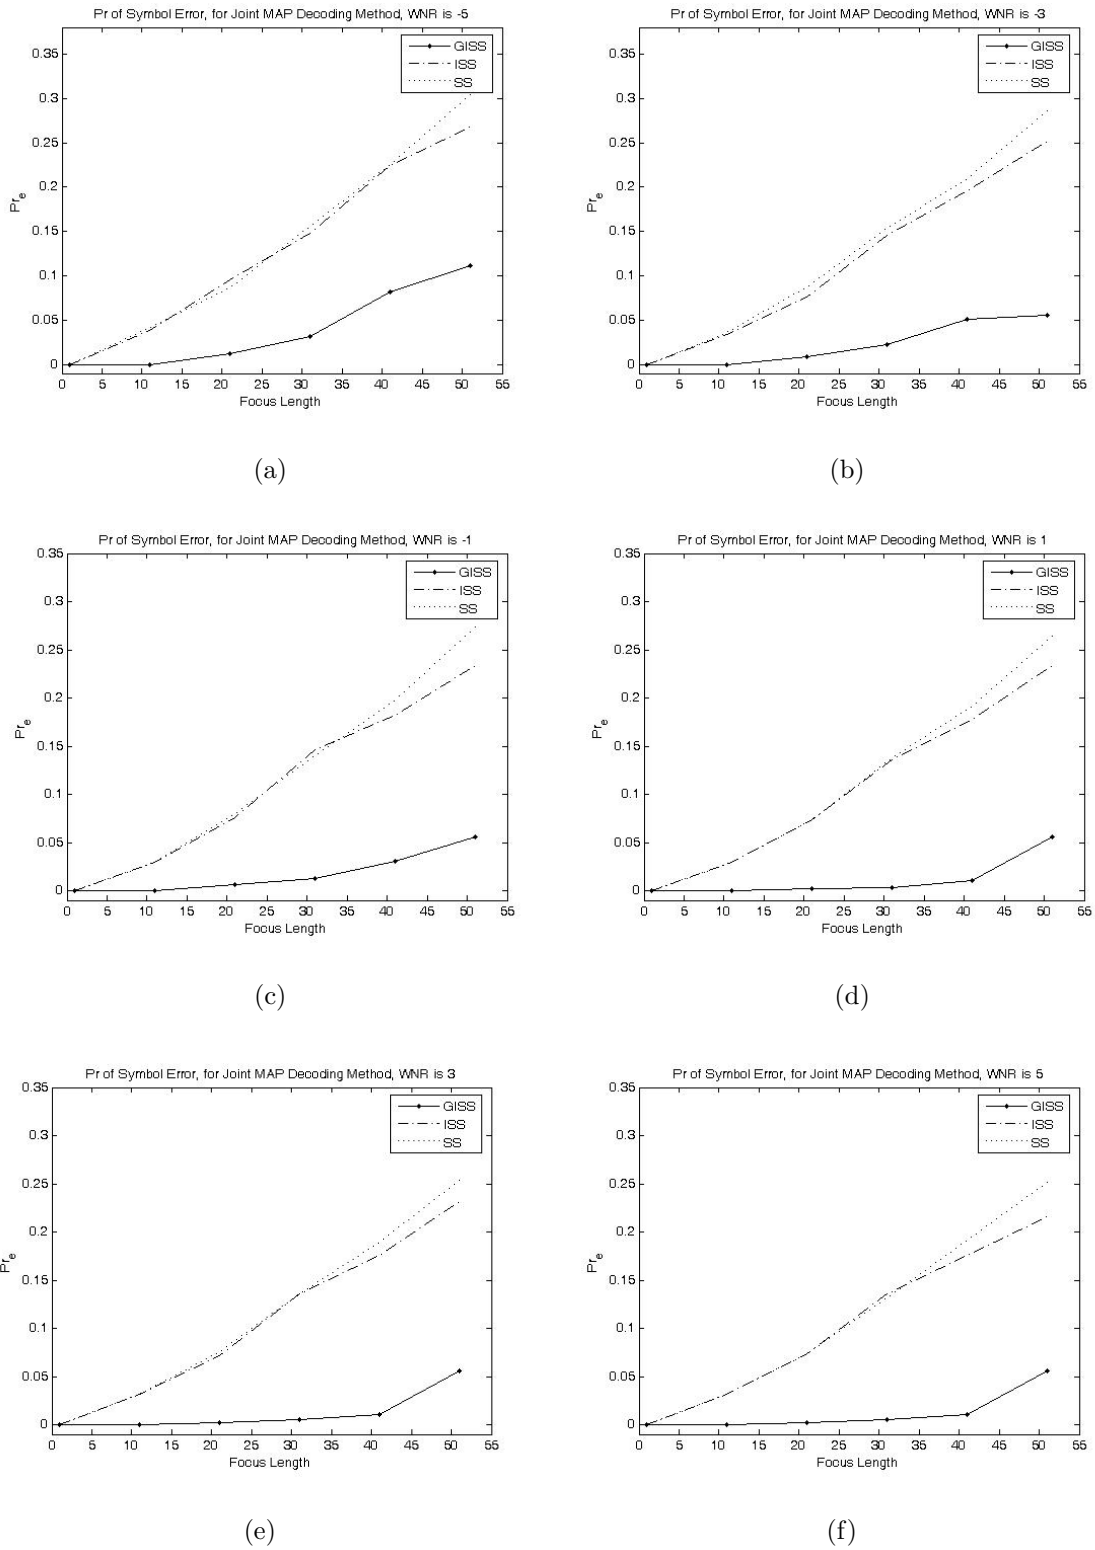 Pr of Symbol Error, for Joint MAP Decoding Method, WNR is -5
GISS
ISS
SS
0.35
0.3
0.25
0.2
0.15
0.1
0.05
0
Pr_e
0 5 10 15 20 25 30 35 40 45 50 55
Focus Length
(a)
Pr of Symbol Error, for Joint MAP Decoding Method, WNR is -3
GISS
ISS
SS
0.35
0.3
0.25
0.2
0.15
0.1
0.05
0
Pr_e
0 5 10 15 20 25 30 35 40 45 50 55
Focus Length
(b)
Pr of Symbol Error, for Joint MAP Decoding Method, WNR is -1
GISS
ISS
SS
0.35
0.3
0.25
0.2
0.15
0.1
0.05
0
Pr_e
0 5 10 15 20 25 30 35 40 45 50 55
Focus Length
(c)
Pr of Symbol Error, for Joint MAP Decoding Method, WNR is 1
GISS
ISS
SS
0.35
0.3
0.25
0.2
0.15
0.1
0.05
0
Pr_e
0 5 10 15 20 25 30 35 40 45 50 55
Focus Length
(d)
Pr of Symbol Error, for Joint MAP Decoding Method, WNR is 3
GISS
ISS
SS
0.35
0.3
0.25
0.2
0.15
0.1
0.05
0
Pr_e
0 5 10 15 20 25 30 35 40 45 50 55
Focus Length
(e)
Pr of Symbol Error, for Joint MAP Decoding Method, WNR is 5
GISS
ISS
SS
0.35
0.3
0.25
0.2
0.15
0.1
0.05
0
Pr_e
0 5 10 15 20 25 30 35 40 45 50 55
Focus Length
(f)